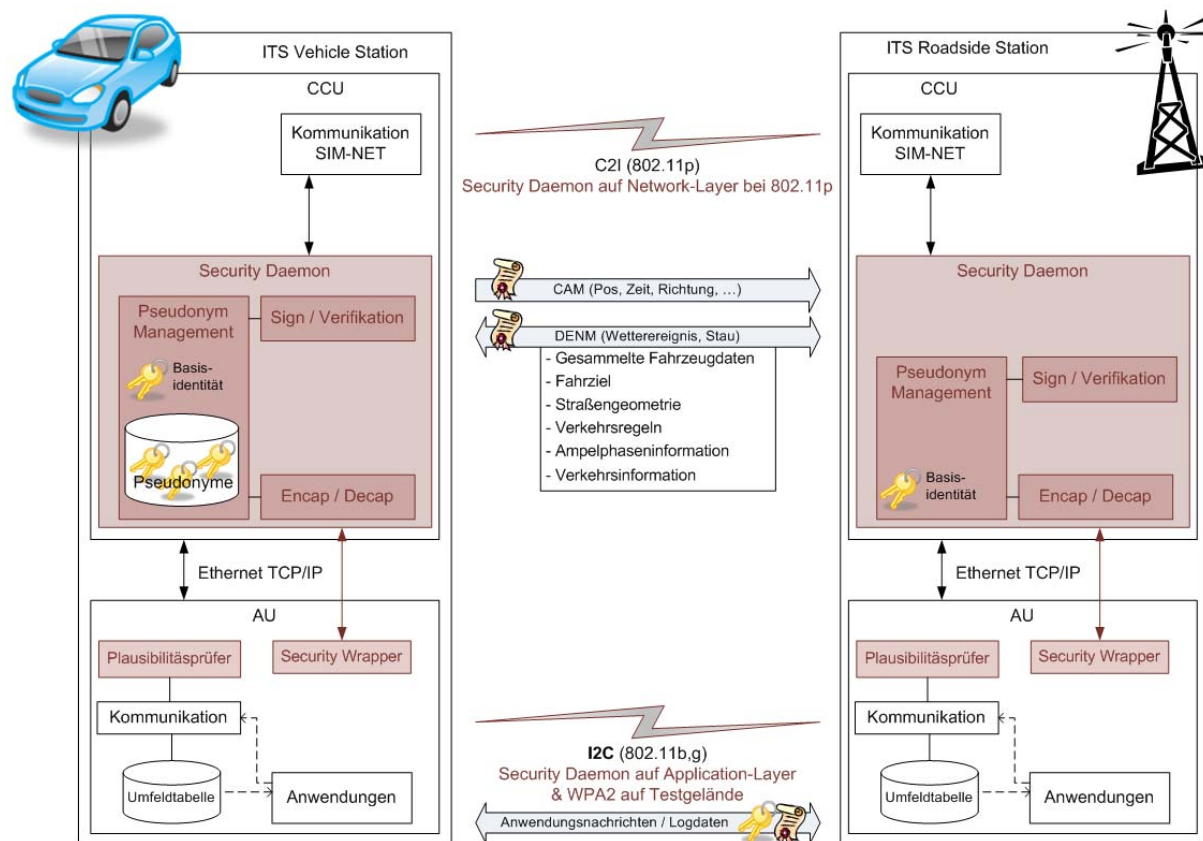 ITS Vehicle Station
CCU
Kommunikation
SIM-NET
Security Daemon
Pseudonym
Management
Sign / Verifikation
Basis-
identität
Pseudonyme
Encap / Decap
Ethernet TCP/IP
AU
Plausibilitäsprüfer
Security Wrapper
Kommunikation
Umfeldtabelle
Anwendungen
C2I (802.11p)
Security Daemon auf Network-Layer bei 802.11p
CAM (Pos, Zeit, Richtung, ...)
DENM (Wetterereignis, Stau)
- Gesammelte Fahrzeugdaten
- Fahrziel
- Straßengeometrie
- Verkehrsregeln
- Ampelphaseninformation
- Verkehrsinformation
I2C (802.11b,g)
Security Daemon auf Application-Layer
& WPA2 auf Testgelände
Anwendungsnachrichten / Logdaten
ITS Roadside Station
CCU
Kommunikation
SIM-NET
Security Daemon
Pseudonym
Management
Sign / Verifikation
Basis-
identität
Encap / Decap
Ethernet TCP/IP
AU
Plausibilitäsprüfer
Security Wrapper
Kommunikation
Umfeldtabelle
Anwendungen